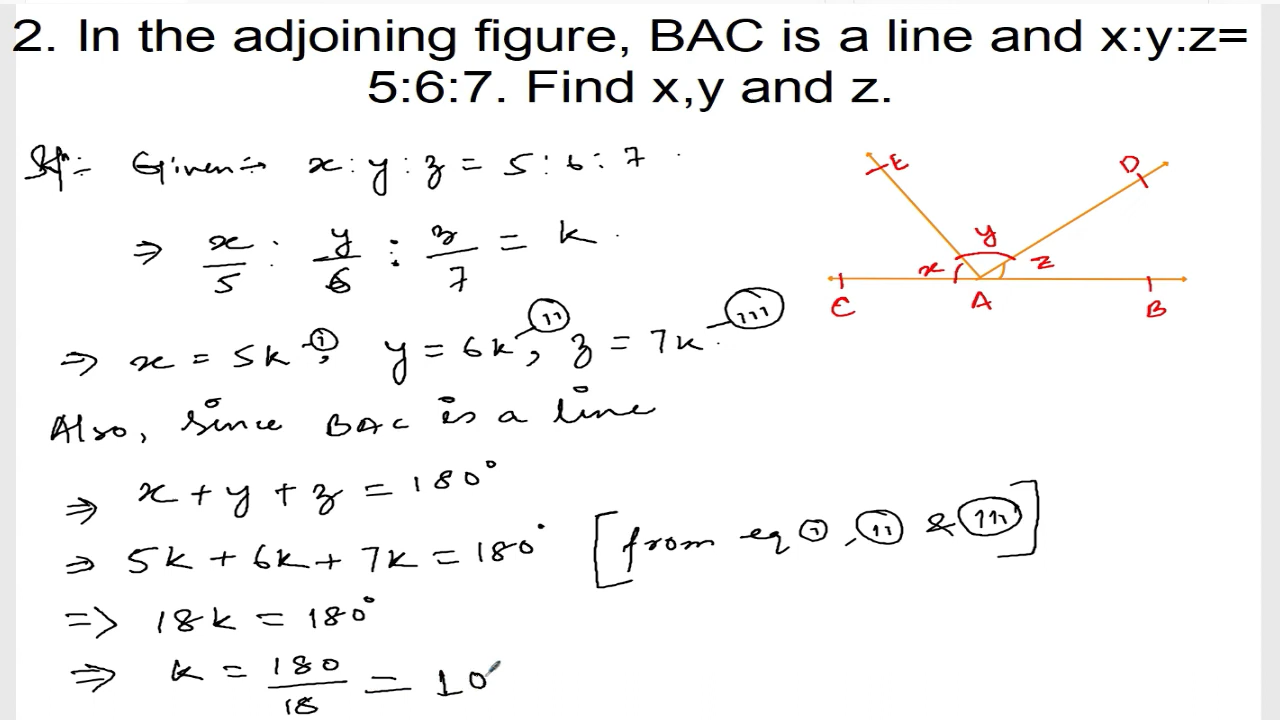 2. In the adjoining figure, BAC is a line and x:y:z=
5:6:7. Find x,y and z.
Solⁿ:- Given:- x : y : z = 5 : 6 : 7 .
⇒ x/5 : y/6 : z/7 = k .
⇒ x = 5k (i), y = 6k (ii), z = 7k (iii) .
Also, since BAC is a line
⇒ x + y + z = 180°
⇒ 5k + 6k + 7k = 180° [from eq (i), (ii) & (iii)]
=> 18k = 180°
⇒ k = 180/18 = 10°
E
D
y
x
z
C
A
B